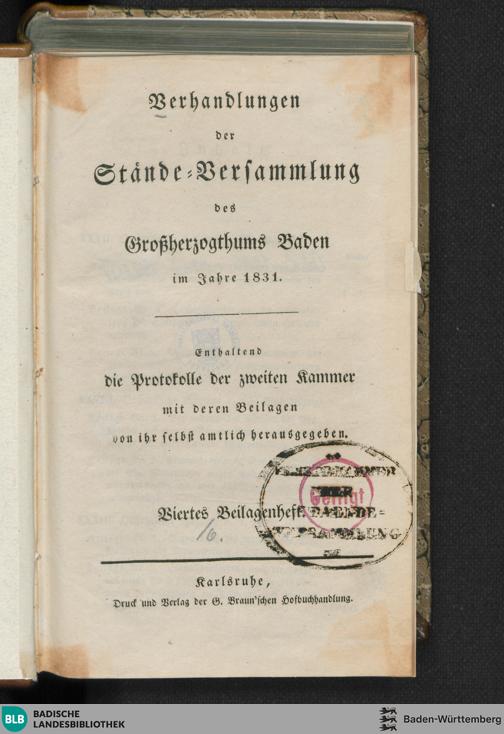 Verhandlungen
der
Stände-Versammlung
des
Großherzogthums Baden
im Jahre 1831.
Enthaltend
die Protokolle der zweiten Kammer
mit deren Beilagen
von ihr selbst amtlich herausgegeben.
Getilgt
Viertes Beilagenheft.
16.
Karlsruhe,
Druck und Verlag der G. Braun'schen Hofbuchhandlung.
BLB
BADISCHE
LANDESBIBLIOTHEK
Baden-Württemberg